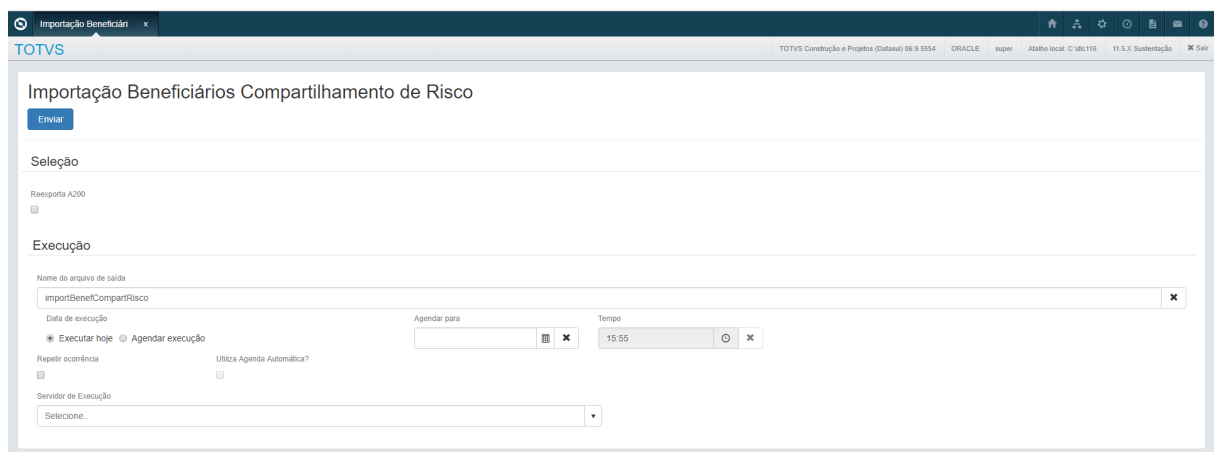 Importação Beneficiári x
TOTVS
TOTVS Construção e Projetos (Datasul) 06.9.5554 ORACLE super Atalho local: C:\dlc116 11.5.X Sustentação ✖ Sair
Importação Beneficiários Compartilhamento de Risco
Enviar
Seleção
Reexporta A200
Execução
Nome do arquivo de saída
importBenefCompartRisco
Data de execução Agendar para Tempo
Executar hoje Agendar execução 15:55
Repetir ocorrência Utiliza Agenda Automática?
Servidor de Execução
Selecione..